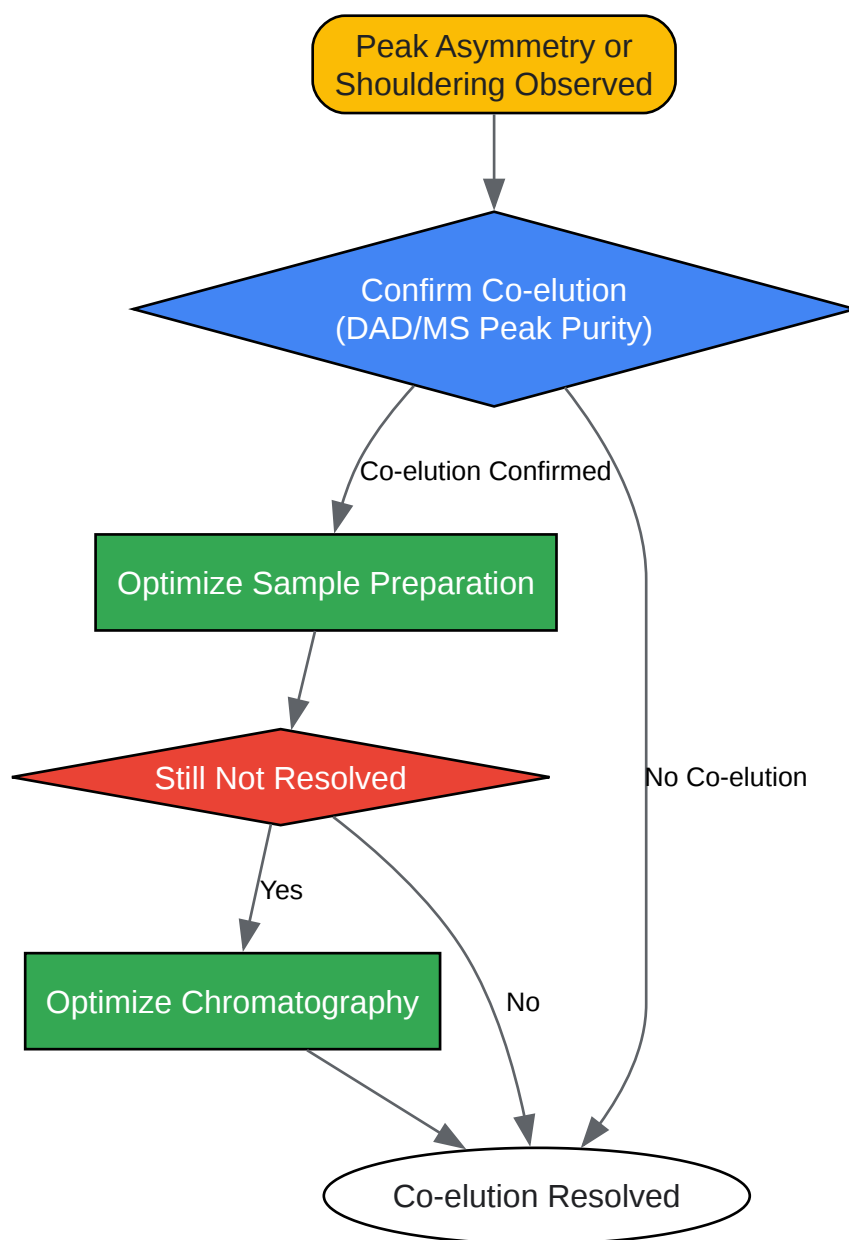 Peak Asymmetry or
Shouldering Observed
Confirm Co-elution
(DAD/MS Peak Purity)
Co-elution Confirmed
Optimize Sample Preparation
Still Not Resolved
No Co-elution
Yes
Optimize Chromatography
No
Co-elution Resolved